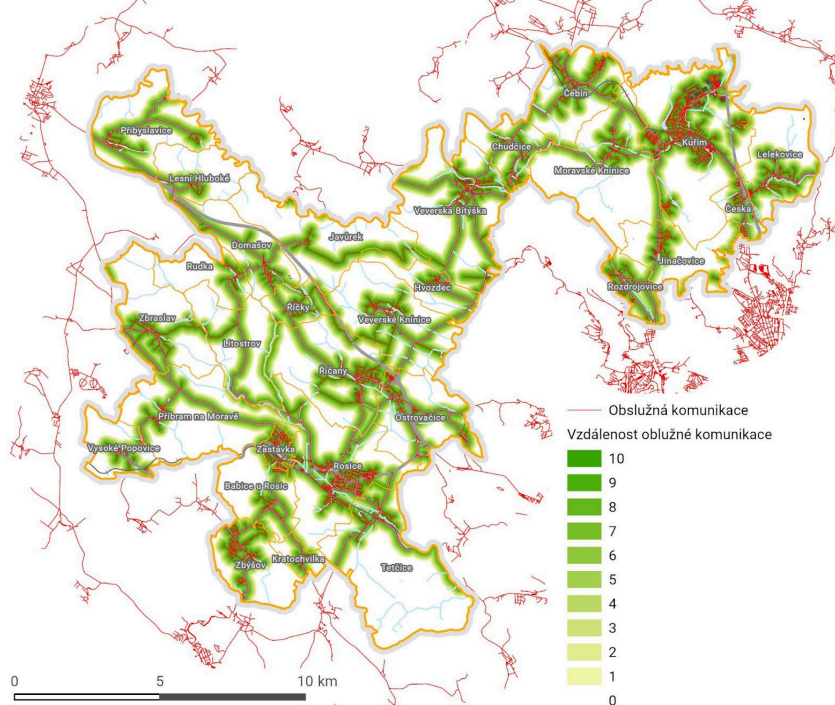 Čebín
Přibyslavice
Kuřim
Chudčice
Lelekovice
Moravské Knínice
Lesní Hluboké
Veverská Bítýška
Česká
Javůrek
Domašov
Jinačovice
Rudka
Hvozdec
Rozdrojovice
Říčky
Zbraslav
Veverské Knínice
Litostrov
Říčany
Příbram na Moravě
Ostrovačice
Vysoké Popovice
Zastávka
Rosice
Babice u Rosic
Zbýšov
Kratochvilka
Tetčice
Obslužná komunikace
Vzdálenost oblužné komunikace
10
9
8
7
6
5
4
3
2
1
0
0 5 10 km